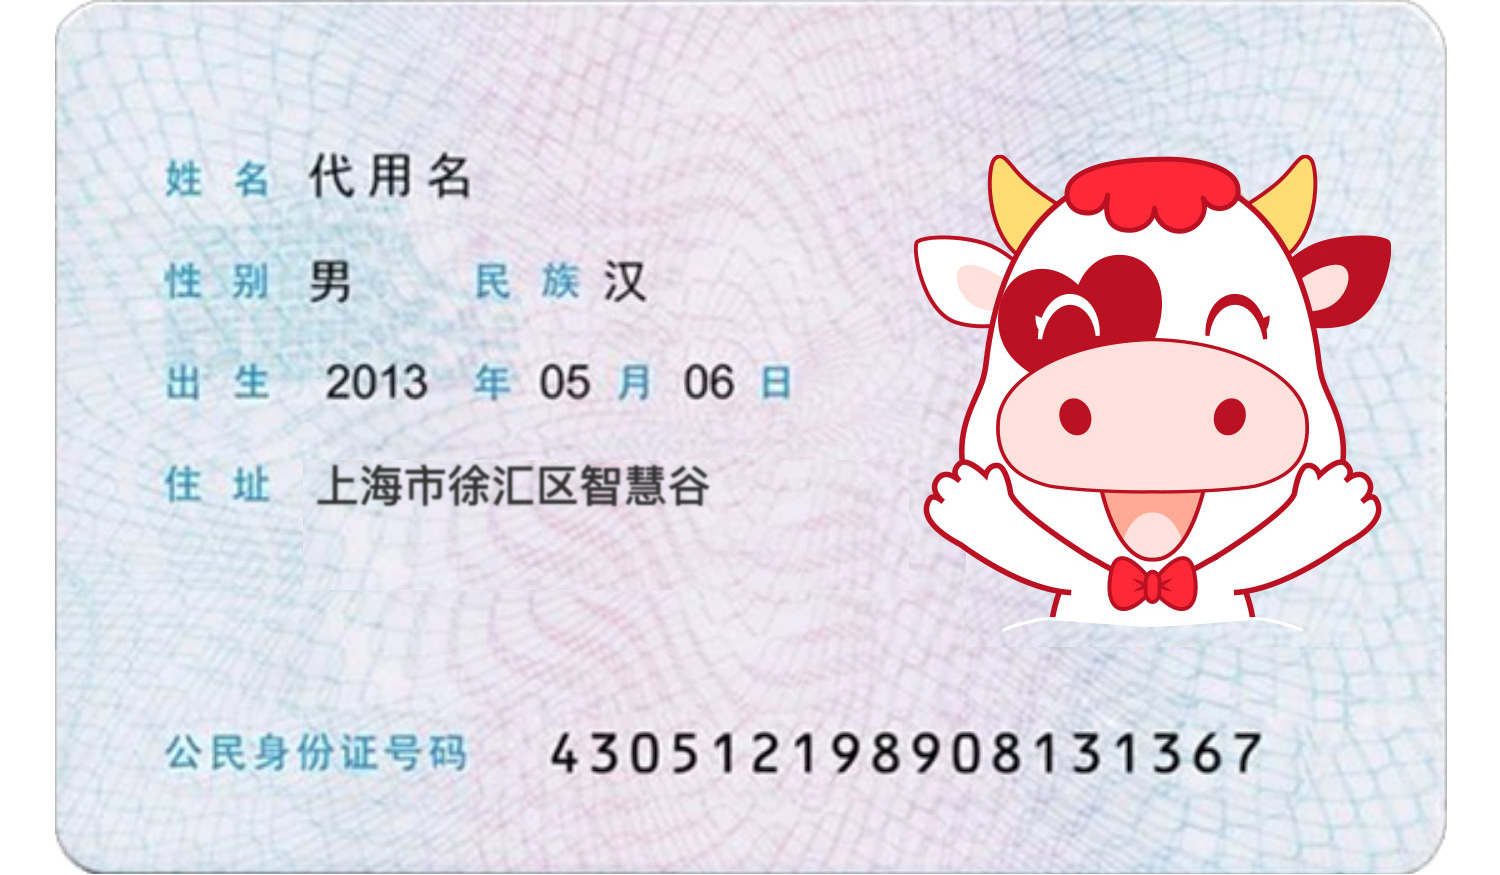 姓名 代用名
性别 男 民族 汉
出生 2013 年 05 月 06 日
住址 上海市徐汇区智慧谷
公民身份证号码 430512198908131367